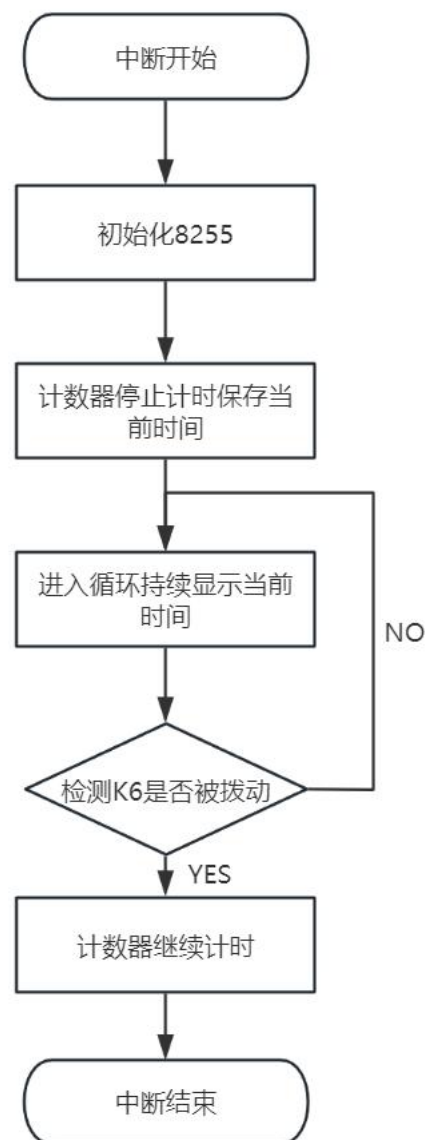 中断开始
初始化8255
计数器停止计时保存当
前时间
进入循环持续显示当前
时间
NO
检测K6是否被拨动
YES
计数器继续计时
中断结束